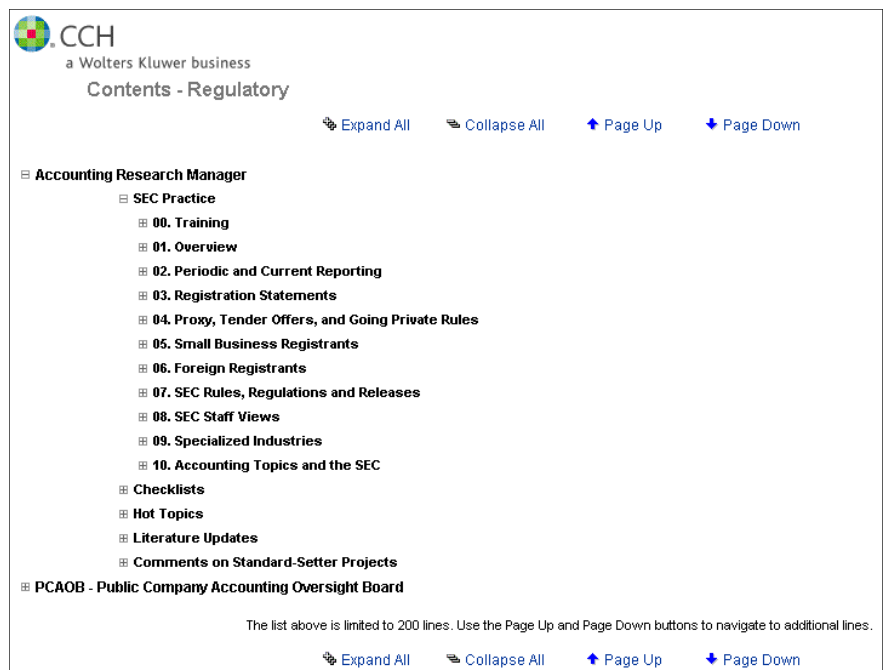 CCH
a Wolters Kluwer business
Contents - Regulatory
Expand All Collapse All Page Up Page Down
Accounting Research Manager
SEC Practice
00. Training
01. Overview
02. Periodic and Current Reporting
03. Registration Statements
04. Proxy, Tender Offers, and Going Private Rules
05. Small Business Registrants
06. Foreign Registrants
07. SEC Rules, Regulations and Releases
08. SEC Staff Views
09. Specialized Industries
10. Accounting Topics and the SEC
Checklists
Hot Topics
Literature Updates
Comments on Standard-Setter Projects
PCAOB - Public Company Accounting Oversight Board
The list above is limited to 200 lines. Use the Page Up and Page Down buttons to navigate to additional lines.
Expand All Collapse All Page Up Page Down